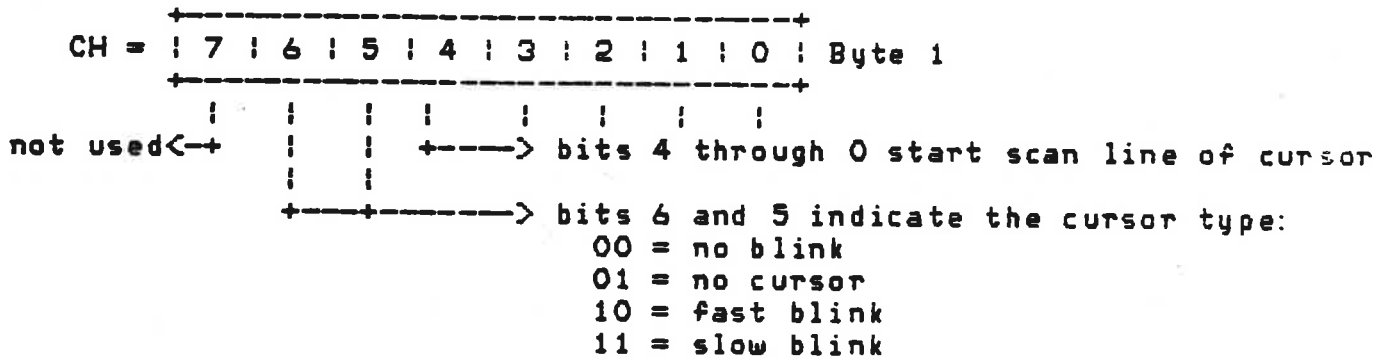 +---------------------------------------+
CH = ¦ 7 ¦ 6 ¦ 5 ¦ 4 ¦ 3 ¦ 2 ¦ 1 ¦ 0 ¦ Byte 1
+---------------------------------------+
not used<-+ +----> bits 4 through 0 start scan line of cursor
+----+--------> bits 6 and 5 indicate the cursor type:
00 = no blink
01 = no cursor
10 = fast blink
11 = slow blink